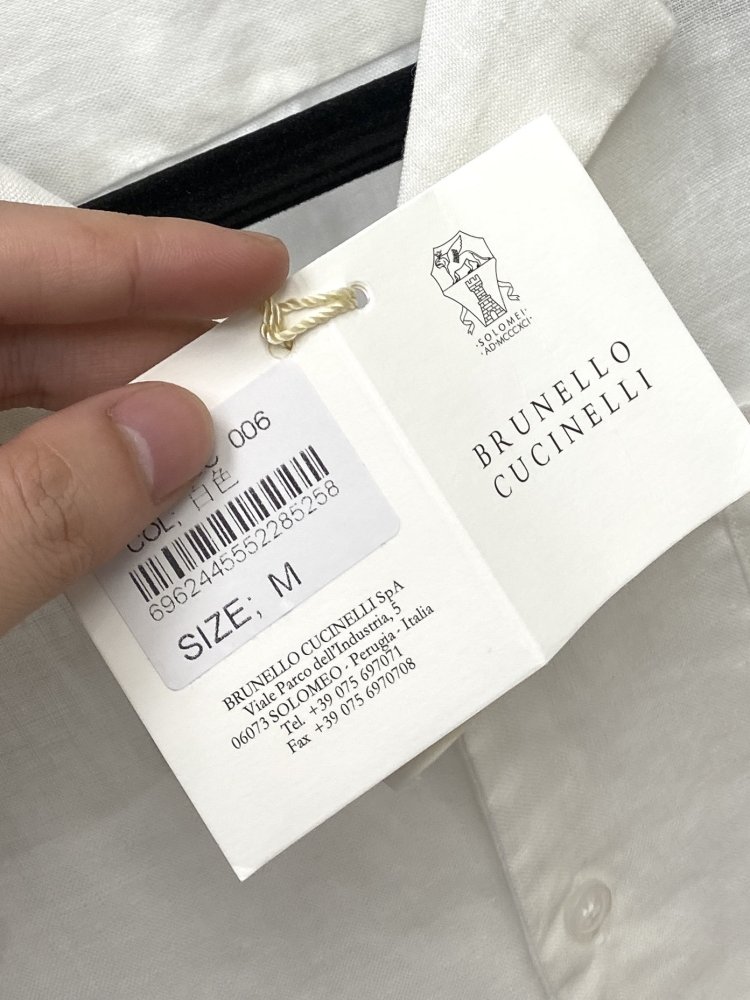 006
COL; 白色
6962445552285258
SIZE; M
BRUNELLO CUCINELLI SpA
Viale Parco dell'Industria, 5
06073 SOLOMEO - Perugia - Italia
Tel. +39 075 697071
Fax +39 075 6970708
·SOLOMEI·
·AD·MCCCXCI·
BRUNELLO
CUCINELLI